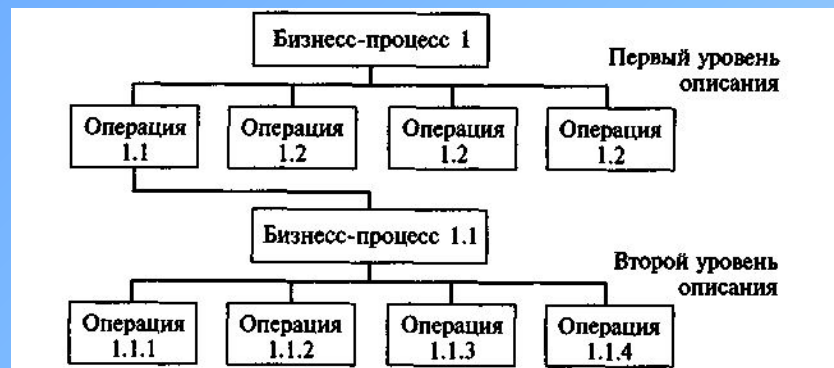 Бизнесс-процесс 1
Первый уровень
описания
Операция
1.1
Операция
1.2
Операция
1.2
Операция
1.2
Бизнесс-процесс 1.1
Второй уровень
описания
Операция
1.1.1
Операция
1.1.2
Операция
1.1.3
Операция
1.1.4